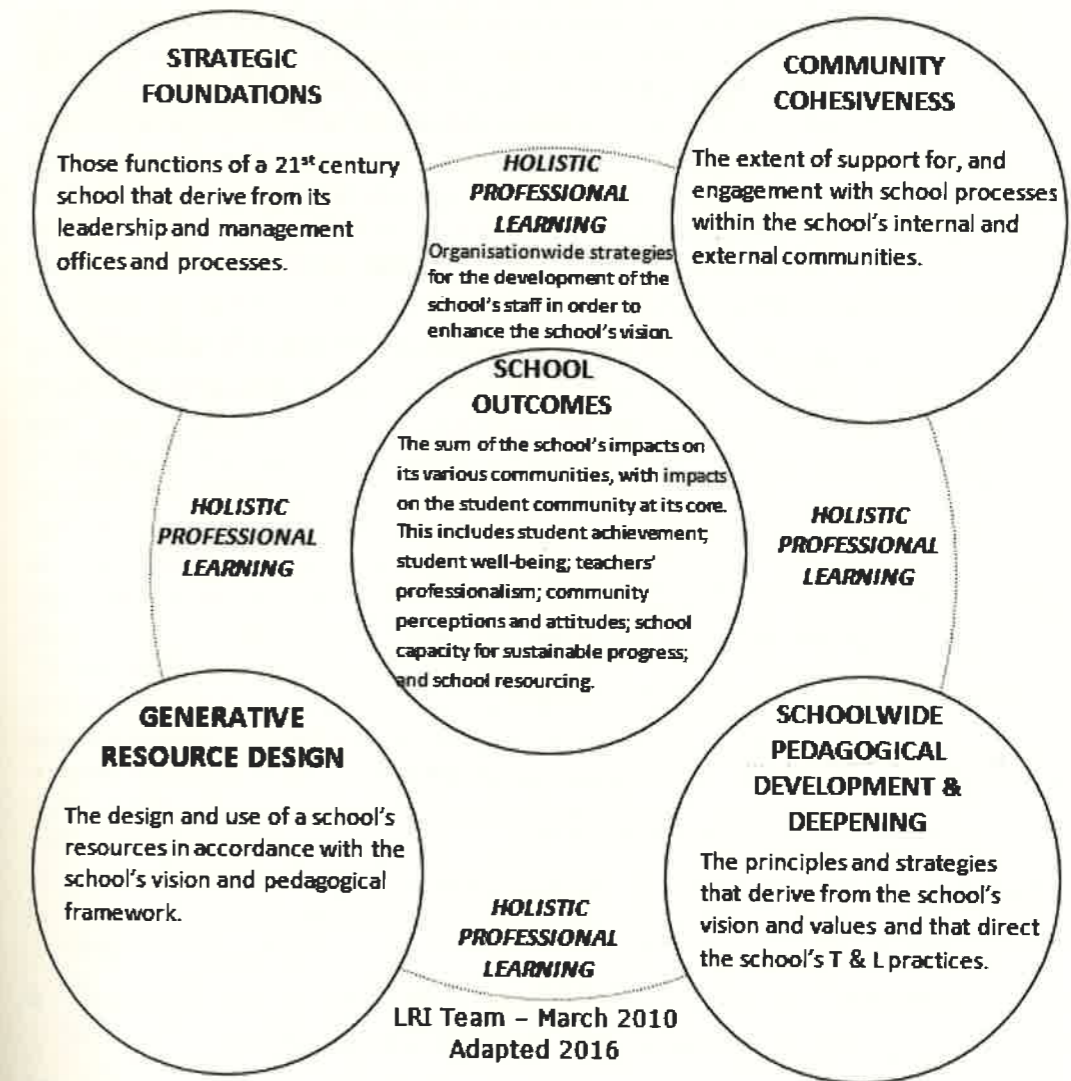 STRATEGIC
FOUNDATIONS
Those functions of a 21st century
school that derive from its
leadership and management
offices and processes.
COMMUNITY
COHESIVENESS
The extent of support for, and
engagement with school processes
within the school's internal and
external communities.
HOLISTIC
PROFESSIONAL
LEARNING
Organisationwide strategies
for the development of the
school's staff in order to
enhance the school's vision.
SCHOOL
OUTCOMES
The sum of the school's impacts on
its various communities, with impacts
on the student community at its core.
This includes student achievement;
student well-being; teachers'
professionalism; community
perceptions and attitudes; school
capacity for sustainable progress;
and school resourcing.
HOLISTIC
PROFESSIONAL
LEARNING
HOLISTIC
PROFESSIONAL
LEARNING
GENERATIVE
RESOURCE DESIGN
The design and use of a school's
resources in accordance with the
school's vision and pedagogical
framework.
SCHOOLWIDE
PEDAGOGICAL
DEVELOPMENT &
DEEPENING
The principles and strategies
that derive from the school's
vision and values and that direct
the school's T & L practices.
HOLISTIC
PROFESSIONAL
LEARNING
LRI Team – March 2010
Adapted 2016